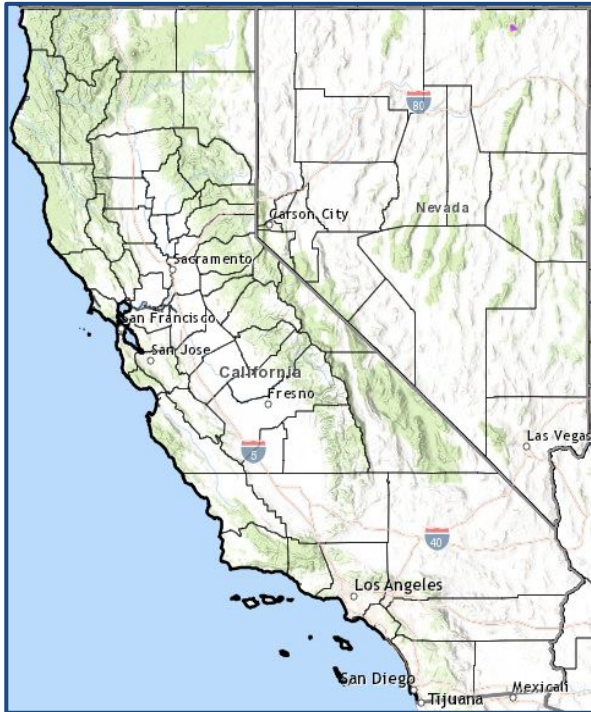 80
Carson City
Nevada
Sacramento
San Francisco
San Jose
California
Fresno
Las Vegas
5
40
Los Angeles
San Diego
Tijuana
Mexicali